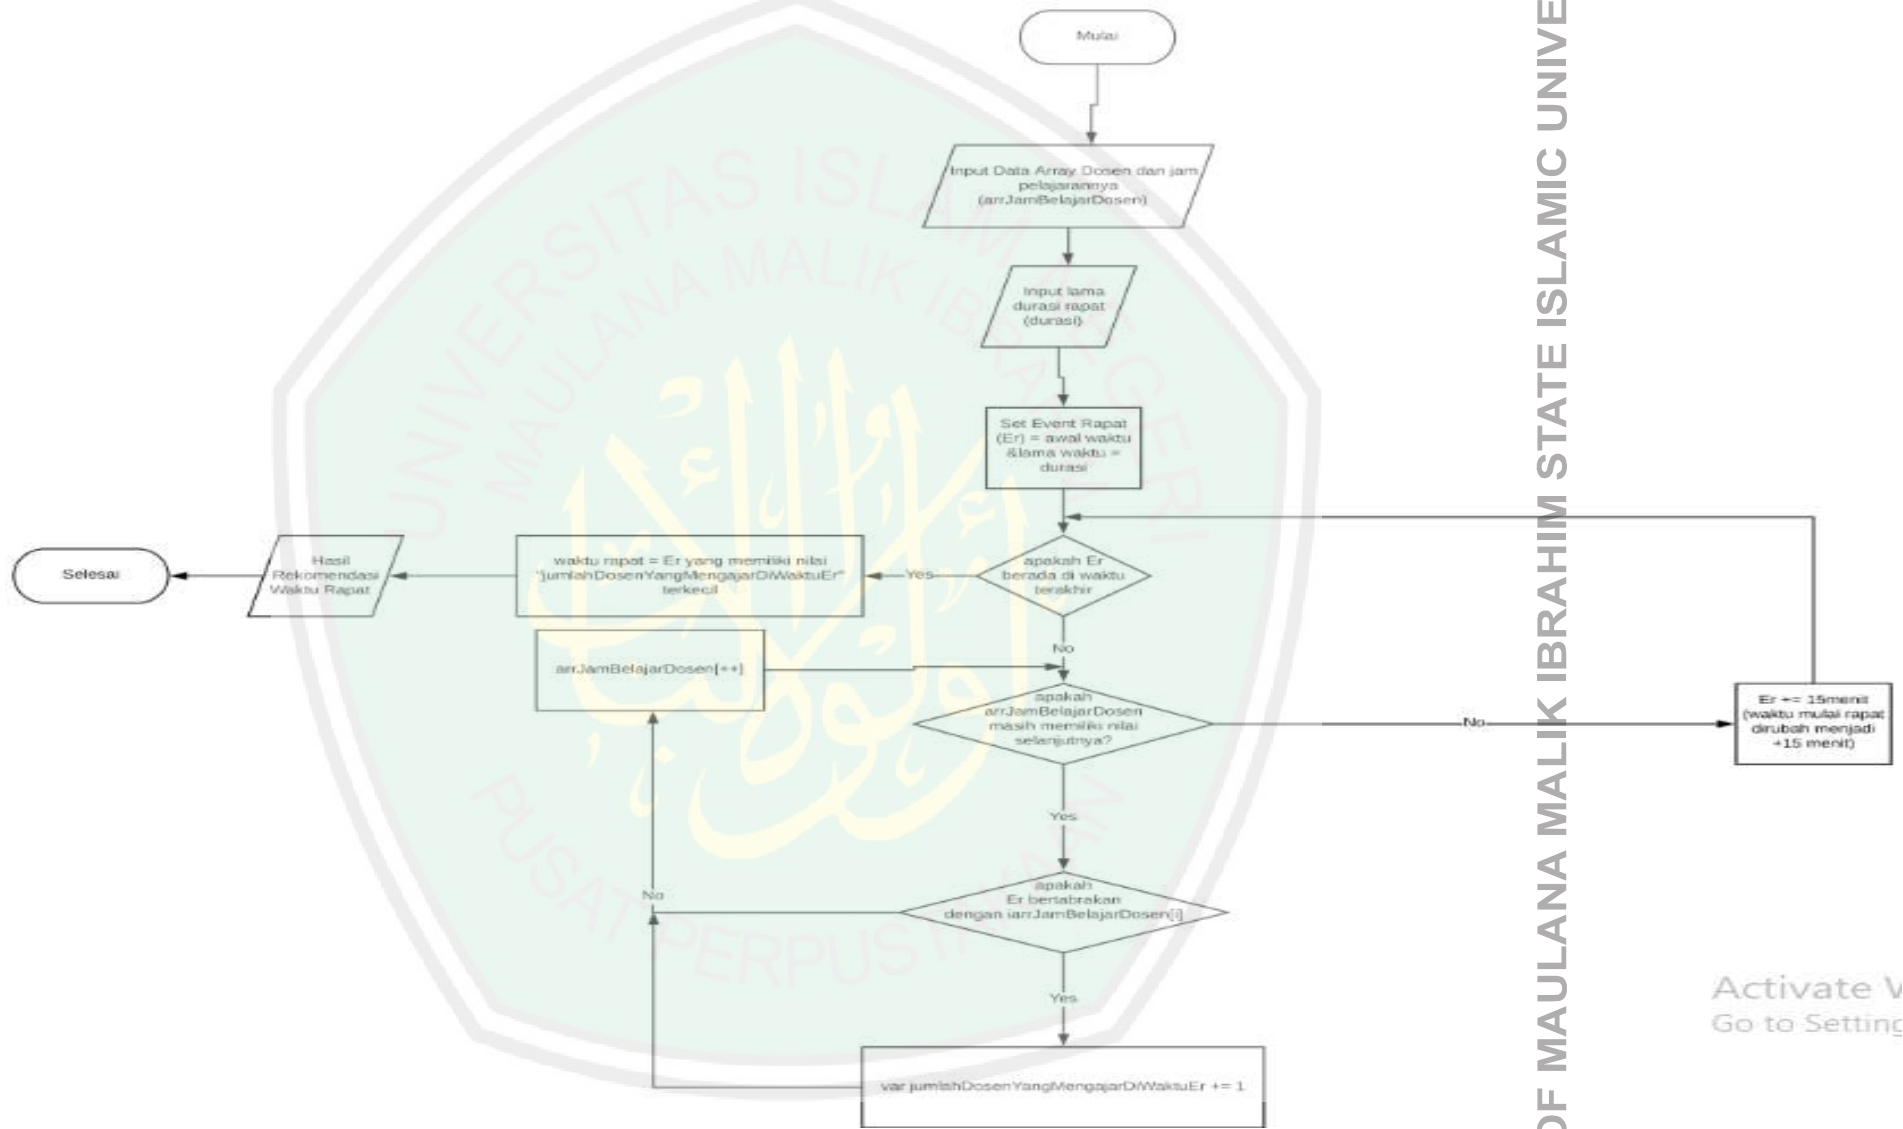 Mulai
Input Data Array Dosen dan jam
pelajarannya
(arrJamBelajarDosen)
Input lama
durasi rapat
(durasi)
Set Event Rapat
(Er) = awal waktu
&lama waktu =
durasi
apakah Er
berada di waktu
terakhir
Yes
waktu rapat = Er yang memiliki nilai
"jumlahDosenYangMengajarDiWaktuEr"
terkecil
Hasil
Rekomendasi
Waktu Rapat
Selesai
No
arrJamBelajarDosen[++]
apakah
arrJamBelajarDosen
masih memiliki nilai
selanjutnya?
No
Er += 15menit
(waktu mulai rapat
dirubah menjadi
+15 menit)
Yes
apakah
Er bertabrakan
dengan iarrJamBelajarDosen[i]
No
Yes
var jumlahDosenYangMengajarDiWaktuEr += 1
UNIVERSITAS ISLAM NEGERI
MAULANA MALIK IBRAHIM
PUSAT PERPUSTAKAAN
OF MAULANA MALIK IBRAHIM STATE ISLAMIC UNIVE
Activate
Go to Setting